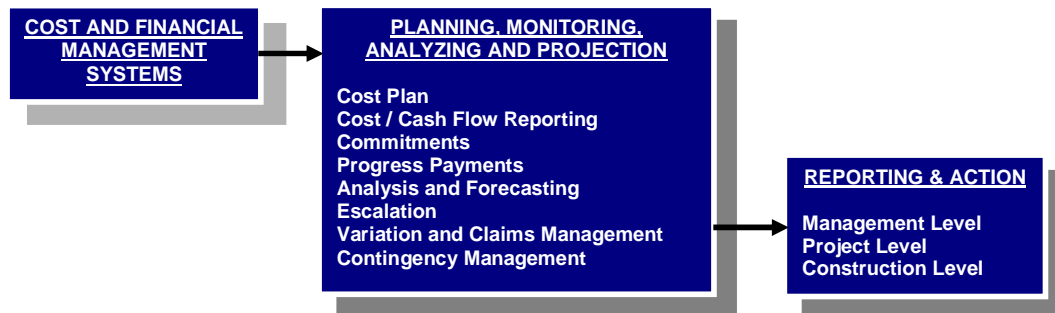 COST AND FINANCIAL
MANAGEMENT
SYSTEMS
PLANNING, MONITORING,
ANALYZING AND PROJECTION
Cost Plan
Cost / Cash Flow Reporting
Commitments
Progress Payments
Analysis and Forecasting
Escalation
Variation and Claims Management
Contingency Management
REPORTING & ACTION
Management Level
Project Level
Construction Level